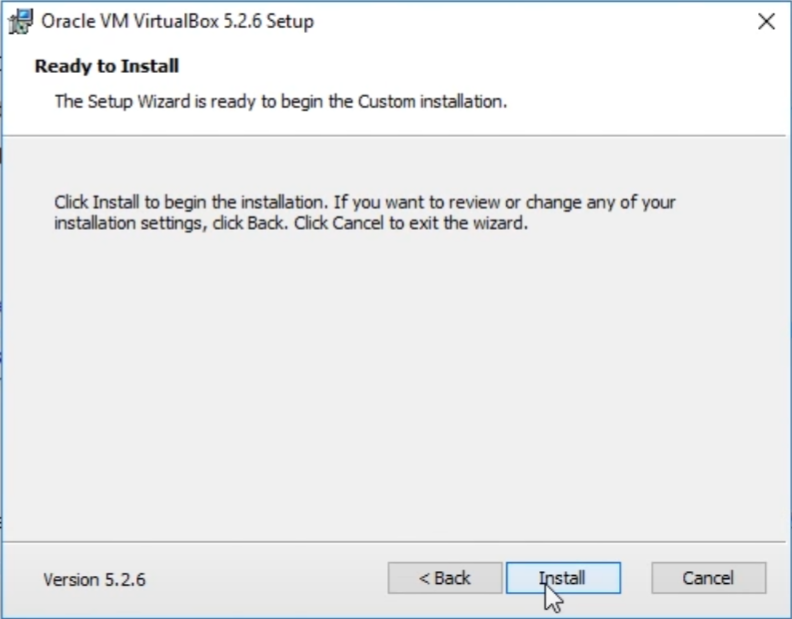 Oracle VM VirtualBox 5.2.6 Setup
Ready to Install
The Setup Wizard is ready to begin the Custom installation.
Click Install to begin the installation. If you want to review or change any of your
installation settings, click Back. Click Cancel to exit the wizard.
Version 5.2.6
< Back
Install
Cancel